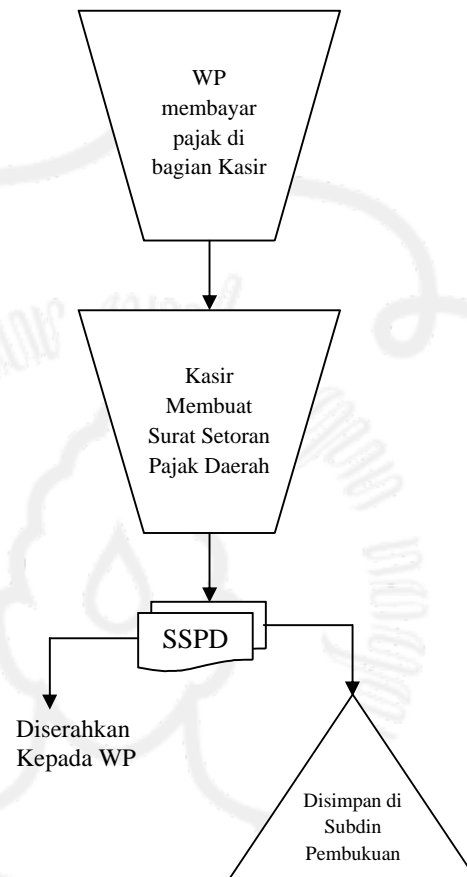 WP
membayar
pajak di
bagian Kasir
Kasir
Membuat
Surat Setoran
Pajak Daerah
SSPD
Diserahkan
Kepada WP
Disimpan di
Subdin
Pembukuan